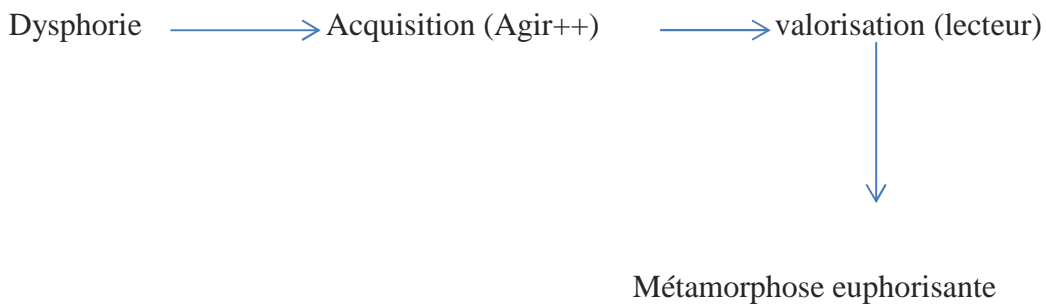 Dysphorie Acquisition (Agir++) valorisation (lecteur)
Métamorphose euphorisante